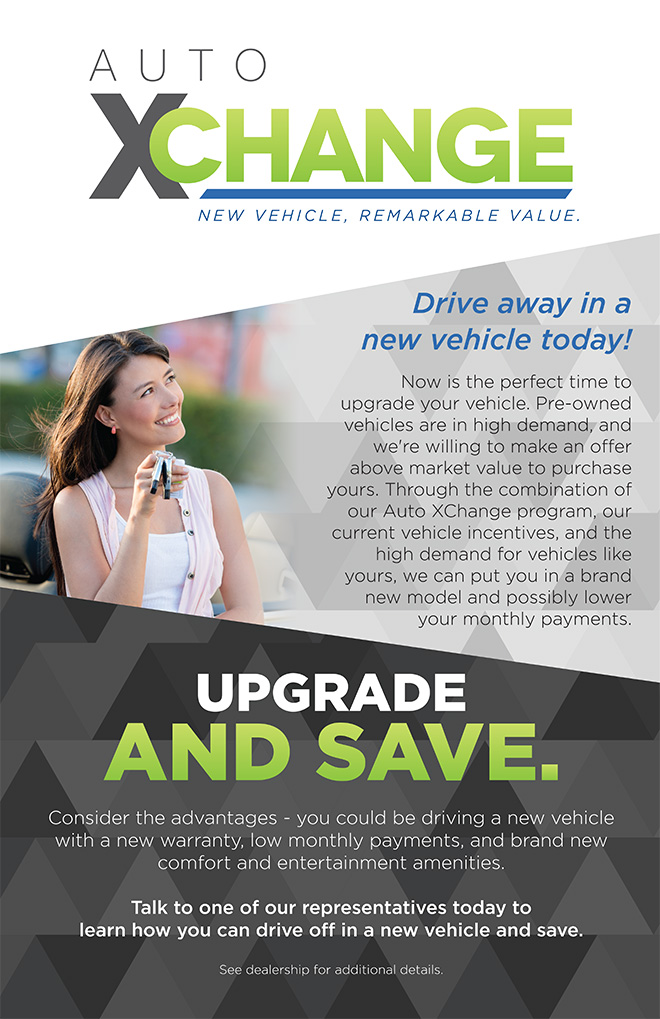 AUTO
XCHANGE
NEW VEHICLE, REMARKABLE VALUE.
Drive away in a
new vehicle today!
Now is the perfect time to
upgrade your vehicle. Pre-owned
vehicles are in high demand, and
we're willing to make an offer
above market value to purchase
yours. Through the combination of
our Auto XChange program, our
current vehicle incentives, and the
high demand for vehicles like
yours, we can put you in a brand
new model and possibly lower
your monthly payments.
UPGRADE
AND SAVE.
Consider the advantages - you could be driving a new vehicle
with a new warranty, low monthly payments, and brand new
comfort and entertainment amenities.
Talk to one of our representatives today to
learn how you can drive off in a new vehicle and save.
See dealership for additional details.